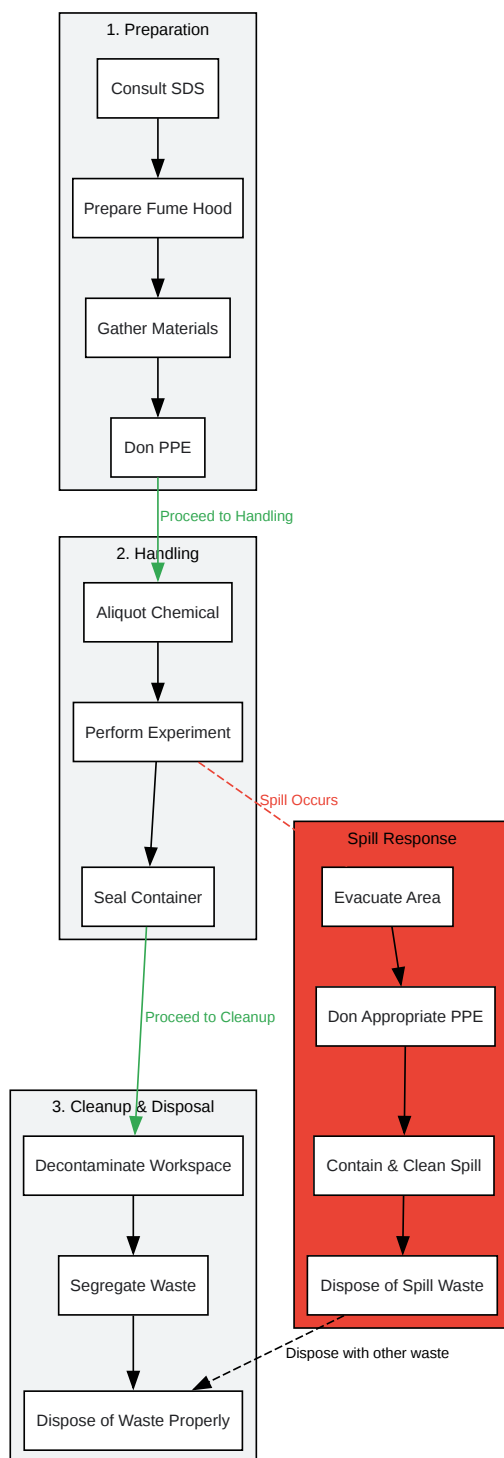 1. Preparation
Consult SDS
Prepare Fume Hood
Gather Materials
Don PPE
Proceed to Handling
2. Handling
Aliquot Chemical
Perform Experiment
Spill Occurs
Seal Container
Spill Response
Evacuate Area
Don Appropriate PPE
Contain & Clean Spill
Dispose of Spill Waste
Proceed to Cleanup
3. Cleanup & Disposal
Decontaminate Workspace
Segregate Waste
Dispose with other waste
Dispose of Waste Properly